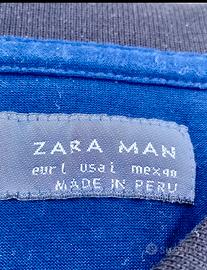 ZARA MAN
eur l usa l mex 40
MADE IN PERU